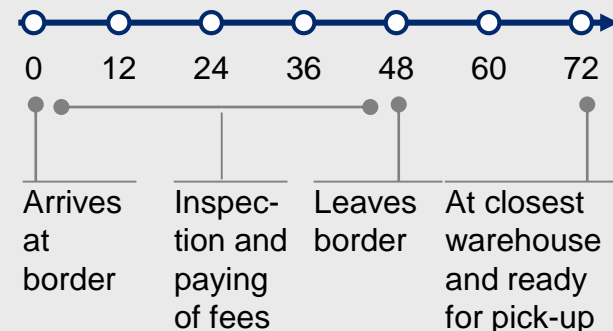 0 12 24 36 48 60 72
Arrives
at
border
Inspec-
tion and
paying
of fees
Leaves
border
At closest
warehouse
and ready
for pick-up